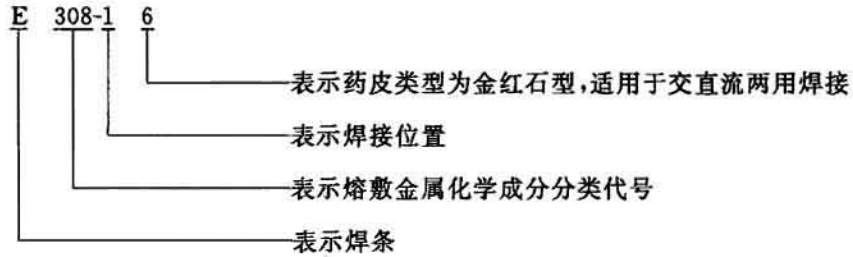 E 308-1 6
表示药皮类型为金红石型,适用于交直流两用焊接
表示焊接位置
表示熔敷金属化学成分分类代号
表示焊条